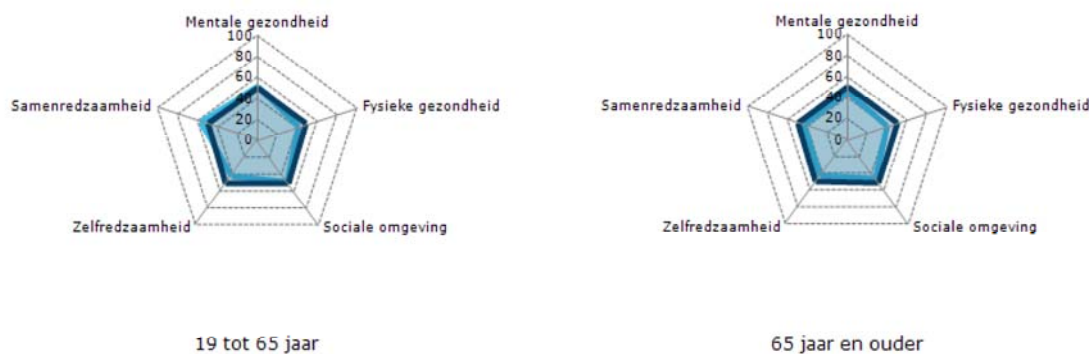 Mentale gezondheid
100
80
60
40
20
0
Samenredzaamheid
Fysieke gezondheid
Zelfredzaamheid
Sociale omgeving
19 tot 65 jaar
Mentale gezondheid
100
80
60
40
20
0
Samenredzaamheid
Fysieke gezondheid
Zelfredzaamheid
Sociale omgeving
65 jaar en ouder